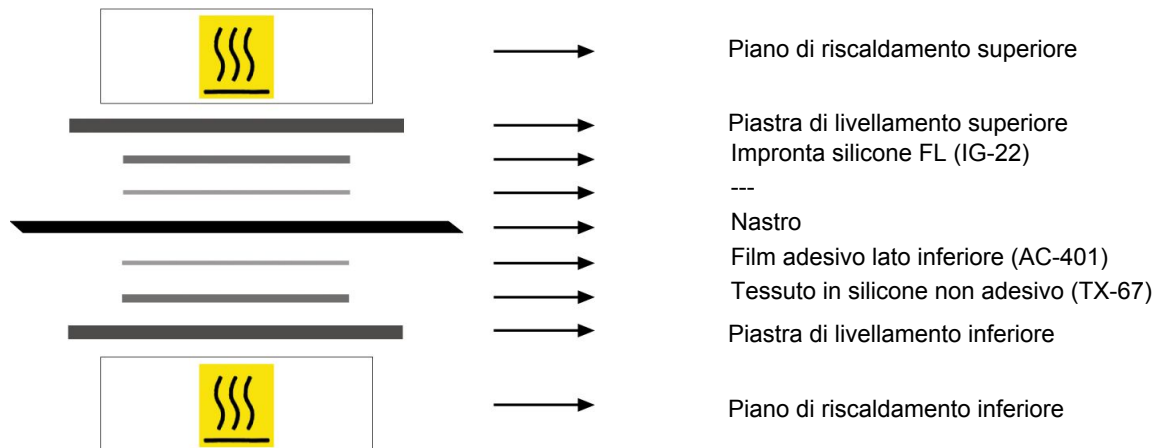 Piano di riscaldamento superiore
Piastra di livellamento superiore
Impronta silicone FL (IG-22)
---
Nastro
Film adesivo lato inferiore (AC-401)
Tessuto in silicone non adesivo (TX-67)
Piastra di livellamento inferiore
Piano di riscaldamento inferiore